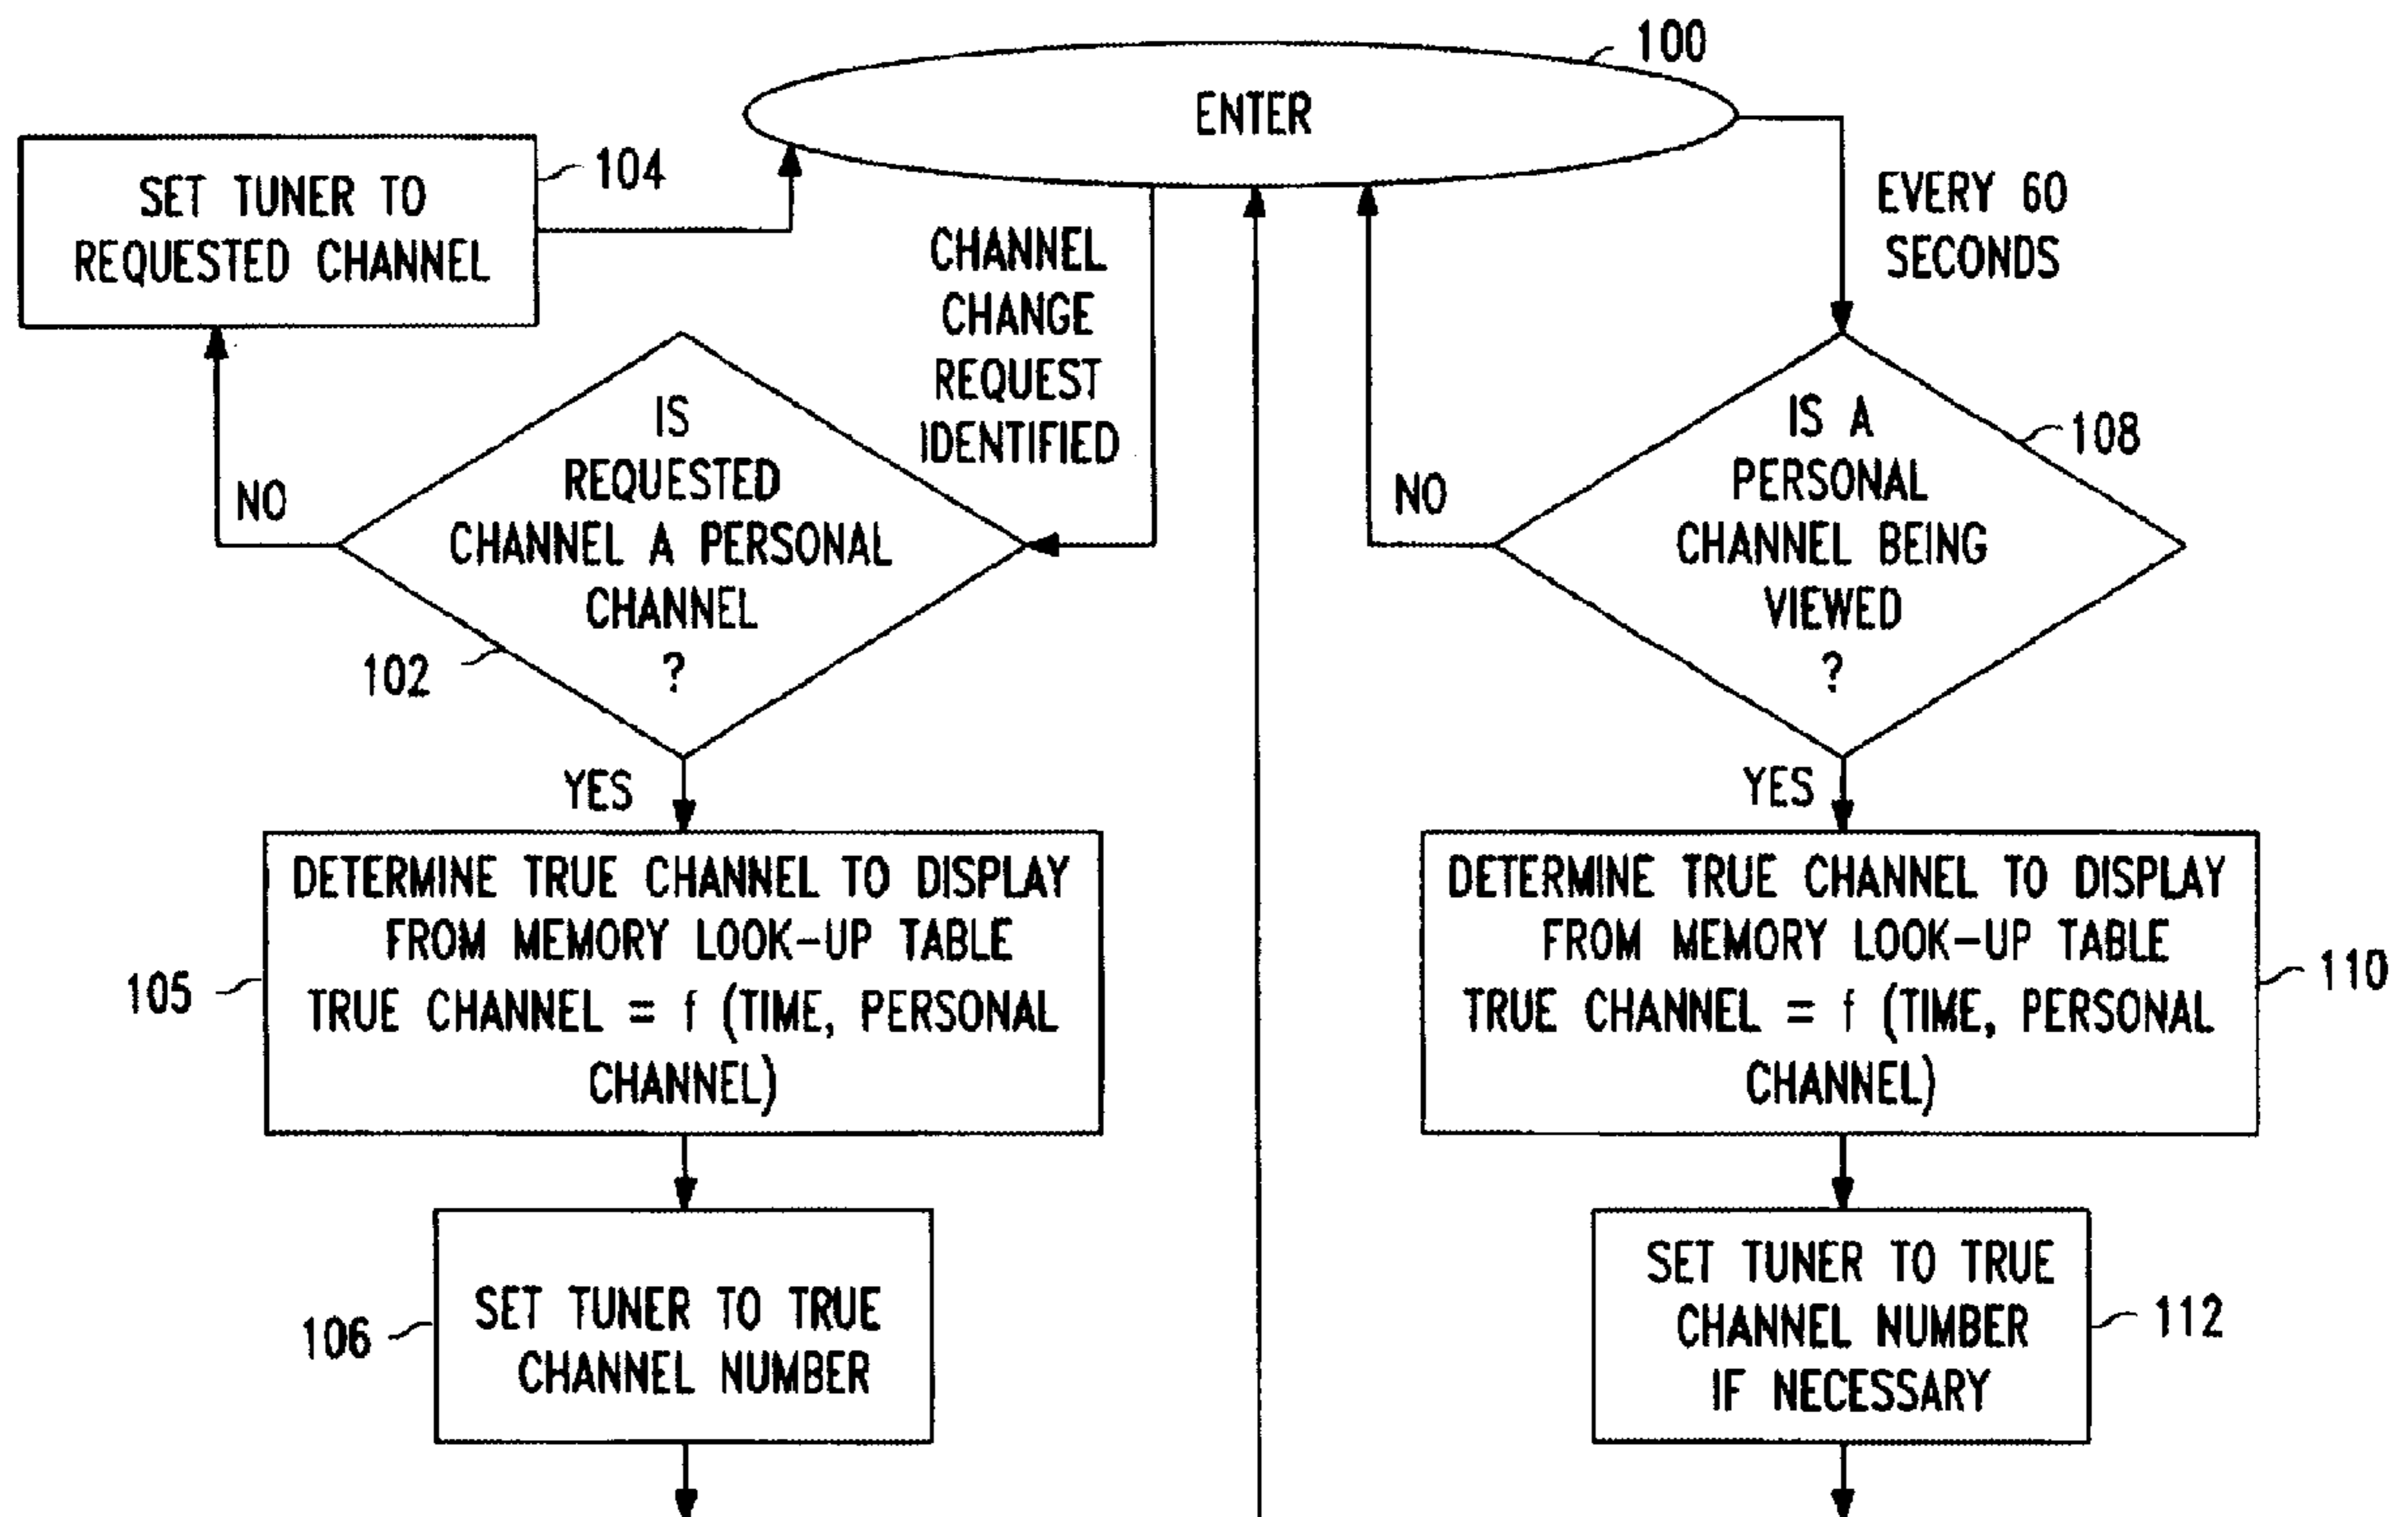 100
ENTER
104
SET TUNER TO
REQUESTED CHANNEL
EVERY 60
SECONDS
CHANNEL
CHANGE
REQUEST
IDENTIFIED
IS
REQUESTED
CHANNEL A PERSONAL
CHANNEL
?
NO
102
YES
IS A
PERSONAL
CHANNEL BEING
VIEWED
?
108
NO
YES
DETERMINE TRUE CHANNEL TO DISPLAY
FROM MEMORY LOOK-UP TABLE
TRUE CHANNEL = f (TIME, PERSONAL
CHANNEL)
105
DETERMINE TRUE CHANNEL TO DISPLAY
FROM MEMORY LOOK-UP TABLE
TRUE CHANNEL = f (TIME, PERSONAL
CHANNEL)
110
SET TUNER TO TRUE
CHANNEL NUMBER
106
SET TUNER TO TRUE
CHANNEL NUMBER
IF NECESSARY
112